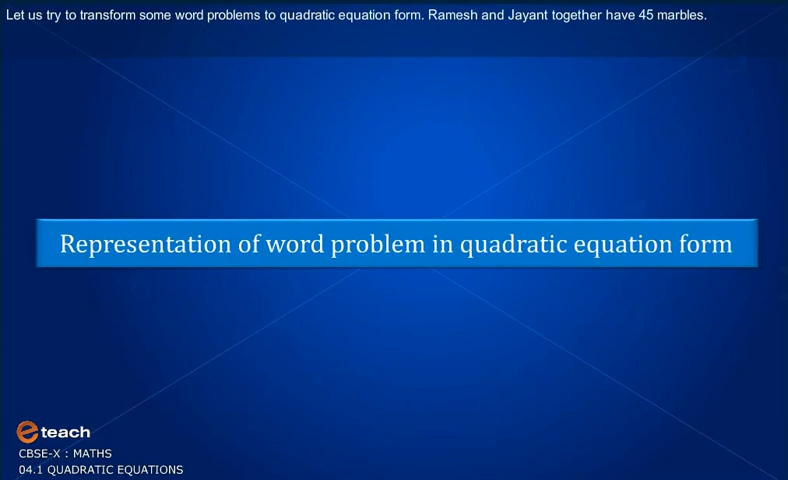 Let us try to transform some word problems to quadratic equation form. Ramesh and Jayant together have 45 marbles.
Representation of word problem in quadratic equation form
e teach
CBSE-X : MATHS
04.1 QUADRATIC EQUATIONS